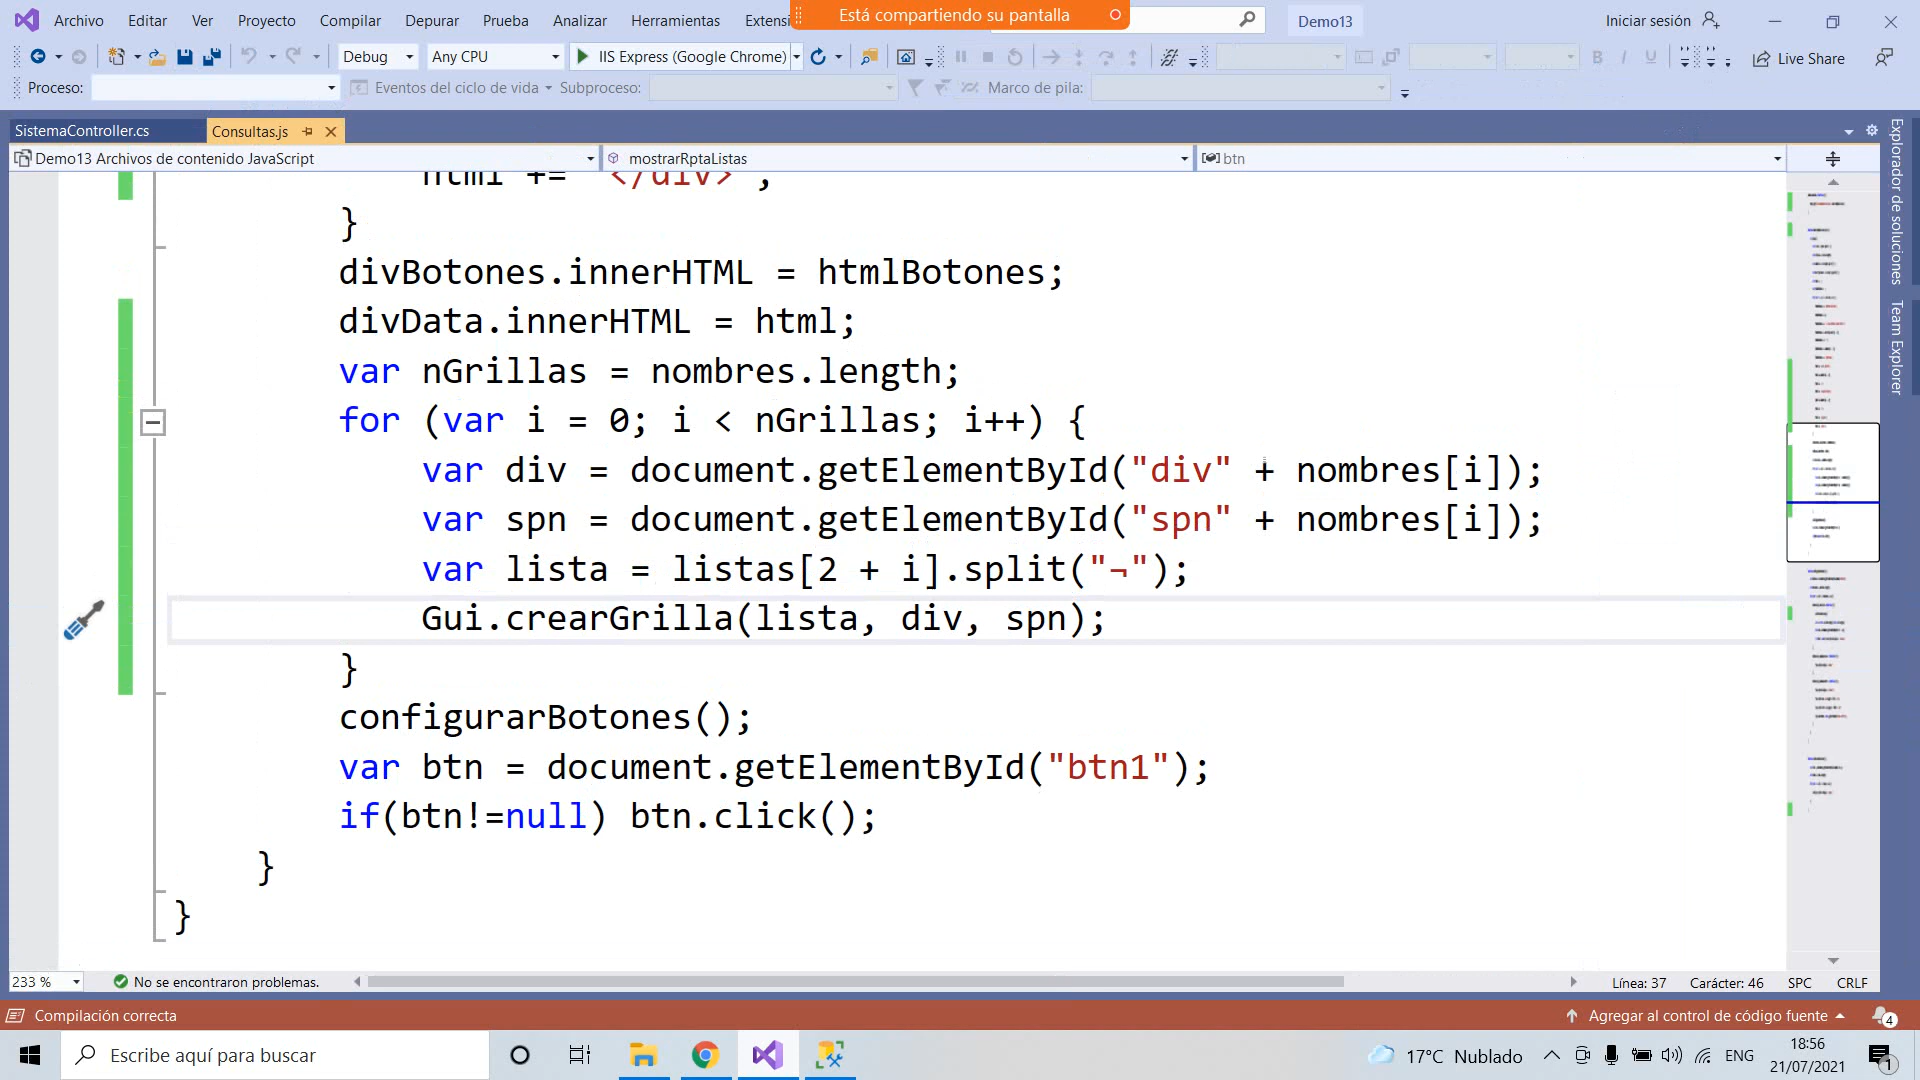 Archivo Editar Ver Proyecto Compilar Depurar Prueba Analizar Herramientas Extensi
Está compartiendo su pantalla
Demo13
Iniciar sesión
Debug
Any CPU
IIS Express (Google Chrome)
B I U
Live Share
Proceso:
Eventos del ciclo de vida
Subproceso:
Marco de pila:
SistemaController.cs
Consultas.js
Demo13 Archivos de contenido JavaScript
mostrarRptaListas
btn
Explorador de soluciones
Team Explorer
html += "</div>";
}
divBotones.innerHTML = htmlBotones;
divData.innerHTML = html;
var nGrillas = nombres.length;
for (var i = 0; i < nGrillas; i++) {
var div = document.getElementById("div" + nombres[i]);
var spn = document.getElementById("spn" + nombres[i]);
var lista = listas[2 + i].split("¬");
Gui.crearGrilla(lista, div, spn);
}
configurarBotones();
var btn = document.getElementById("btn1");
if(btn!=null) btn.click();
}
}
233 %
No se encontraron problemas.
Línea: 37
Carácter: 46
SPC
CRLF
Compilación correcta
Agregar al control de código fuente
4
Escribe aquí para buscar
17°C Nublado
ENG
18:56
21/07/2021
1